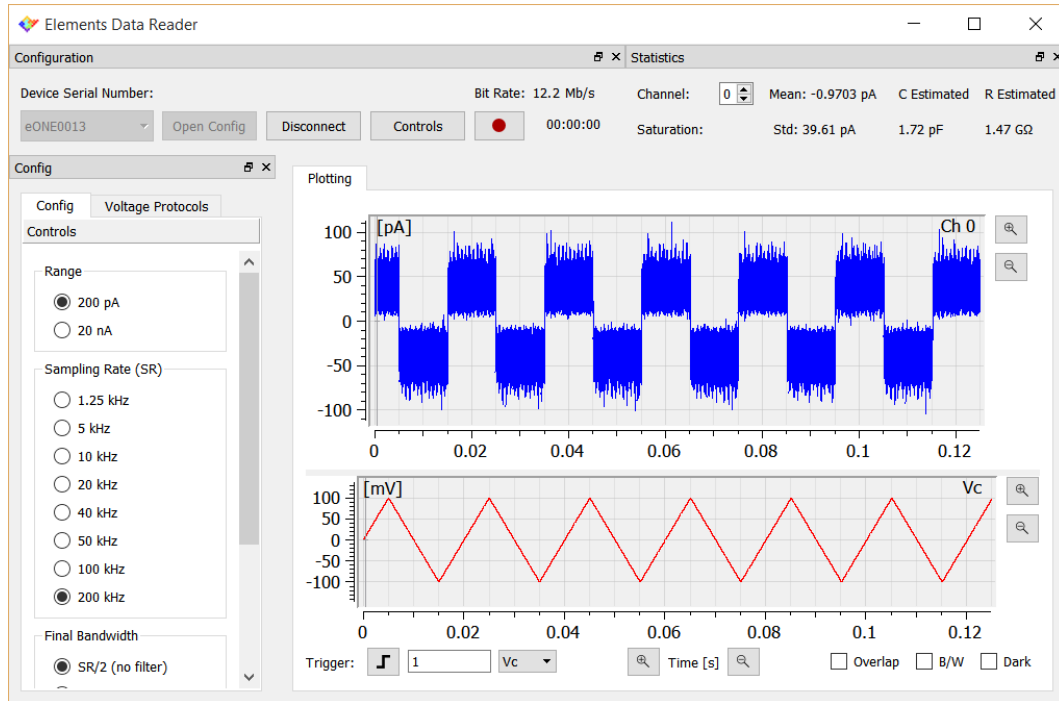 Elements Data Reader
Configuration
Statistics
Device Serial Number:
Bit Rate: 12.2 Mb/s
Channel: 0
Mean: -0.9703 pA
C Estimated
R Estimated
eONE0013
Open Config
Disconnect
Controls
00:00:00
Saturation:
Std: 39.61 pA
1.72 pF
1.47 GΩ
Config
Plotting
Config
Voltage Protocols
Controls
Range
200 pA
20 nA
Sampling Rate (SR)
1.25 kHz
5 kHz
10 kHz
20 kHz
40 kHz
50 kHz
100 kHz
200 kHz
Final Bandwidth
SR/2 (no filter)
[pA]
Ch 0
100
50
0
-50
-100
0 0.02 0.04 0.06 0.08 0.1 0.12
[mV]
Vc
100
50
0
-50
-100
0 0.02 0.04 0.06 0.08 0.1 0.12
Trigger: 1 Vc
Time [s]
Overlap
B/W
Dark